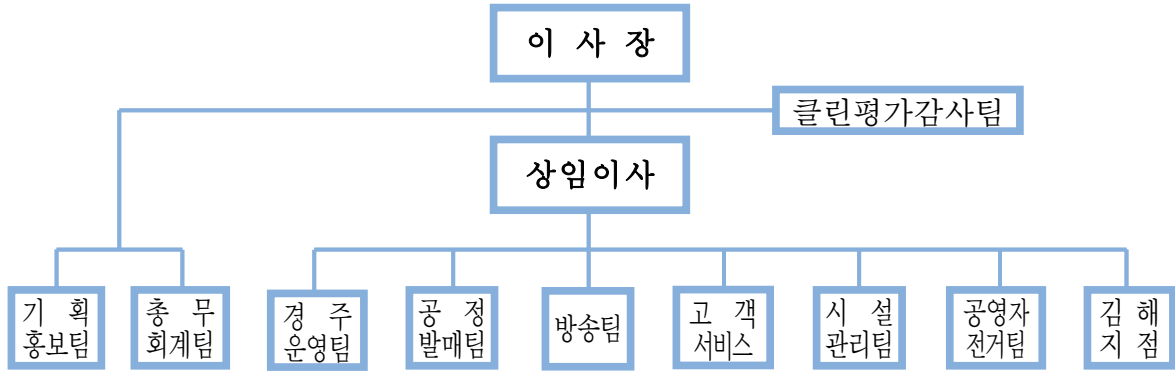 이 사 장
클린평가감사팀
상임이사
기 획
홍보팀
총 무
회계팀
경 주
운영팀
공 정
발매팀
방송팀
고 객
서비스
시 설
관리팀
공영자
전거팀
김 해
지 점